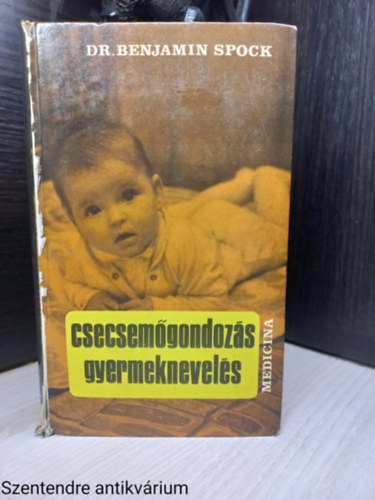 DR. BENJAMIN SPOCK
csecsemőgondozás
gyermeknevelés
MEDICINA
Szentendre antikvárium